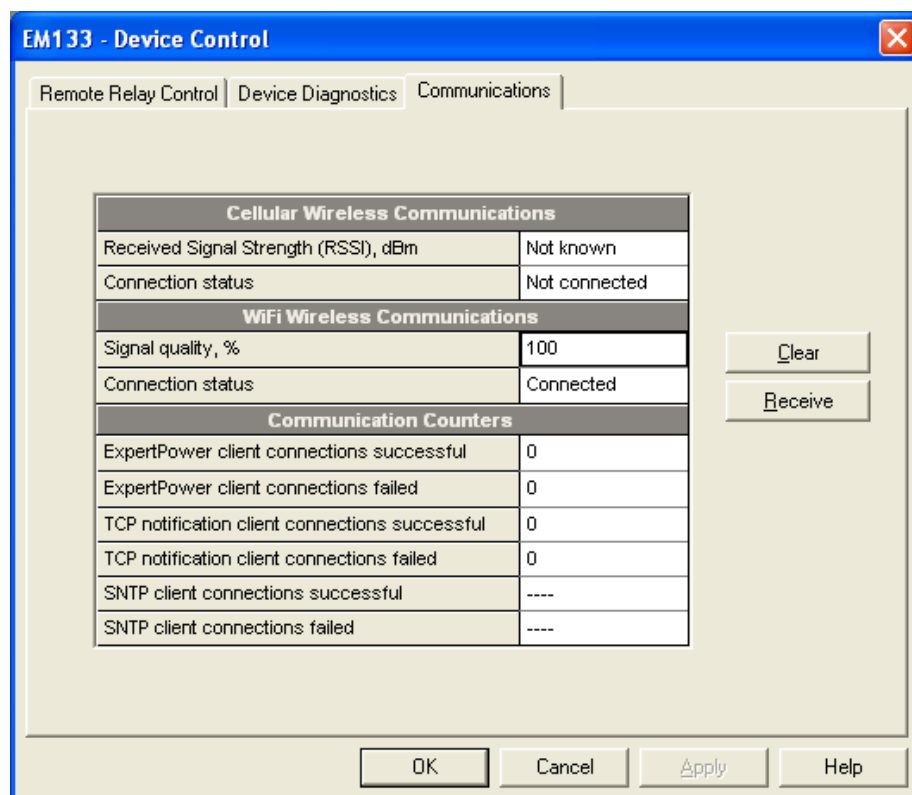 EM133 - Device Control
Remote Relay Control Device Diagnostics Communications
Cellular Wireless Communications
Received Signal Strength (RSSI), dBm Not known
Connection status Not connected
WiFi Wireless Communications
Signal quality, % 100
Connection status Connected
Communication Counters
ExpertPower client connections successful 0
ExpertPower client connections failed 0
TCP notification client connections successful 0
TCP notification client connections failed 0
SNTP client connections successful ----
SNTP client connections failed ----
Clear
Receive
OK Cancel Apply Help